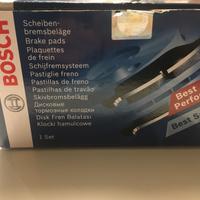 BOSCH
Scheiben-
bremsbeläge
Brake pads
Plaquettes
de frein
Schijfremsysteem
Pastiglie freno
Pastillas de freno
Pastilhas de travão
Skivbromsbelägg
Дисковые
тормозные колодки
Disk Fren Balatası
Klocki hamulcowe
1 Set
Best
Perfo
Best S